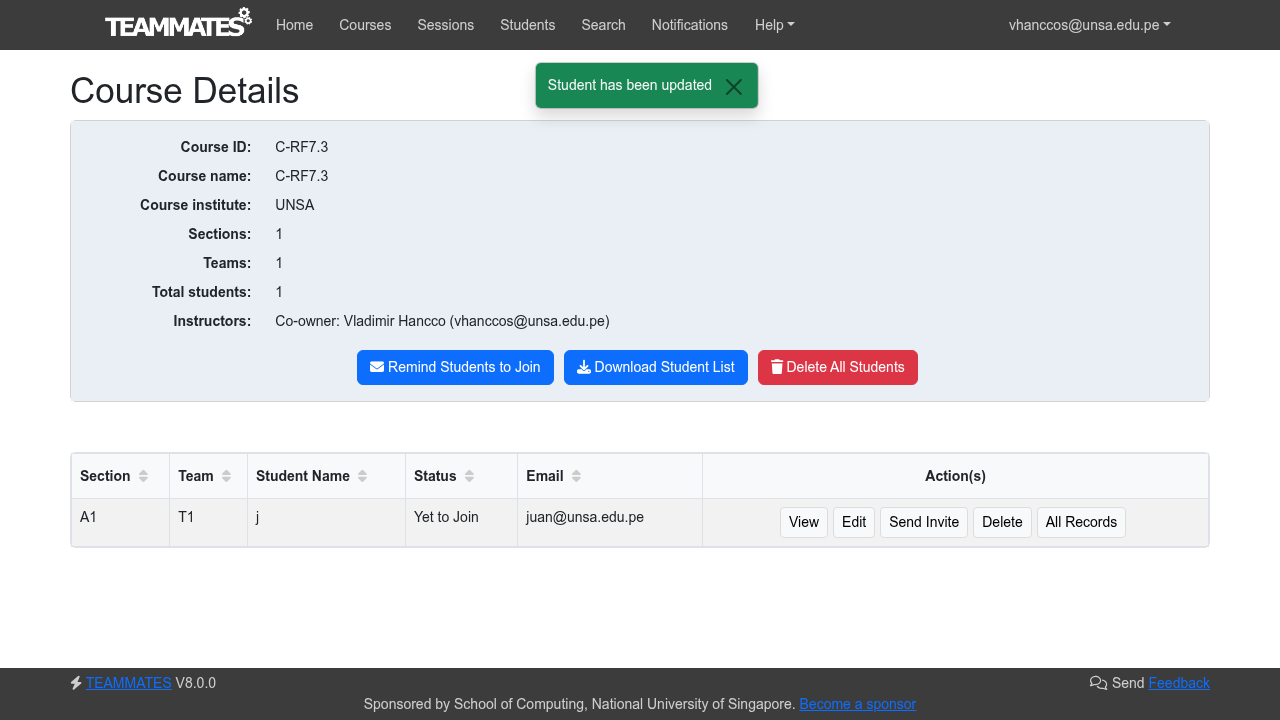 TEAMMATES Home Courses Sessions Students Search Notifications Help vhanccos@unsa.edu.pe
Student has been updated
Course Details
Course ID: C-RF7.3
Course name: C-RF7.3
Course institute: UNSA
Sections: 1
Teams: 1
Total students: 1
Instructors: Co-owner: Vladimir Hancco (vhanccos@unsa.edu.pe)
Remind Students to Join Download Student List Delete All Students
Section Team Student Name Status Email Action(s)
A1 T1 j Yet to Join juan@unsa.edu.pe View Edit Send Invite Delete All Records
TEAMMATES V8.0.0 Send Feedback
Sponsored by School of Computing, National University of Singapore. Become a sponsor